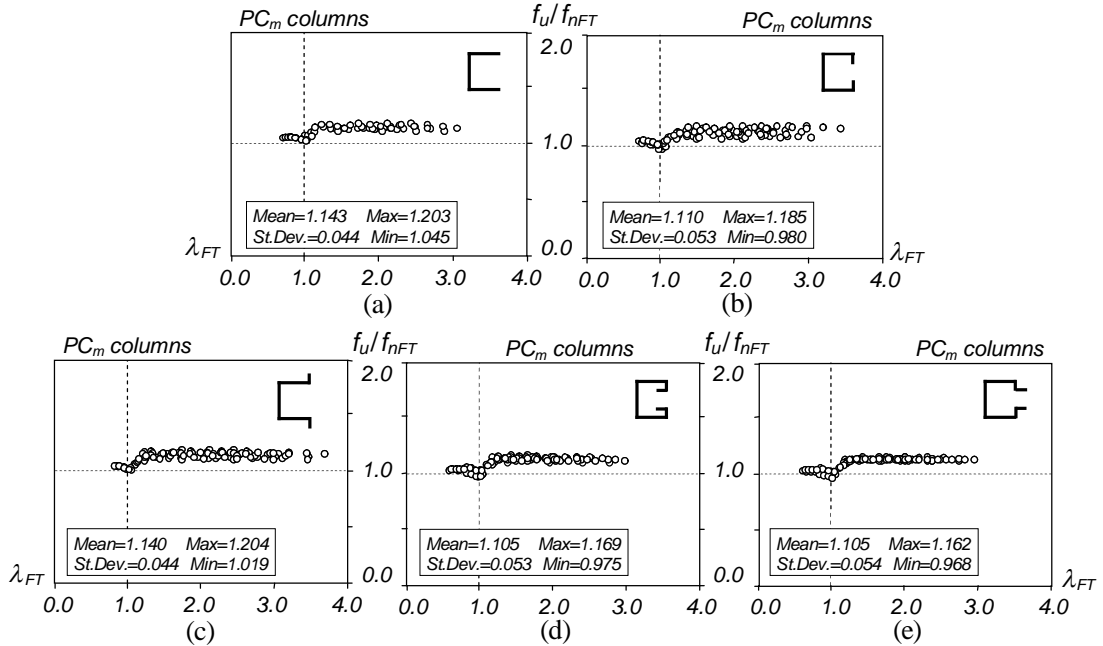 PCm columns
fu/fnFT
PCm columns
2.0
1.0
Mean=1.143 Max=1.203
St.Dev.=0.044 Min=1.045
Mean=1.110 Max=1.185
St.Dev.=0.053 Min=0.980
λFT
0.0
λFT
0.0 1.0 2.0 3.0 4.0
0.0 1.0 2.0 3.0 4.0
(a)
(b)
PCm columns
fu/fnFT
PCm columns
fu/fnFT
PCm columns
2.0
2.0
1.0
1.0
Mean=1.140 Max=1.204
St.Dev.=0.044 Min=1.019
Mean=1.105 Max=1.169
St.Dev.=0.053 Min=0.975
Mean=1.105 Max=1.162
St.Dev.=0.054 Min=0.968
λFT
0.0
0.0
λFT
0.0 1.0 2.0 3.0 4.0
0.0 1.0 2.0 3.0 4.0
0.0 1.0 2.0 3.0 4.0
(c)
(d)
(e)